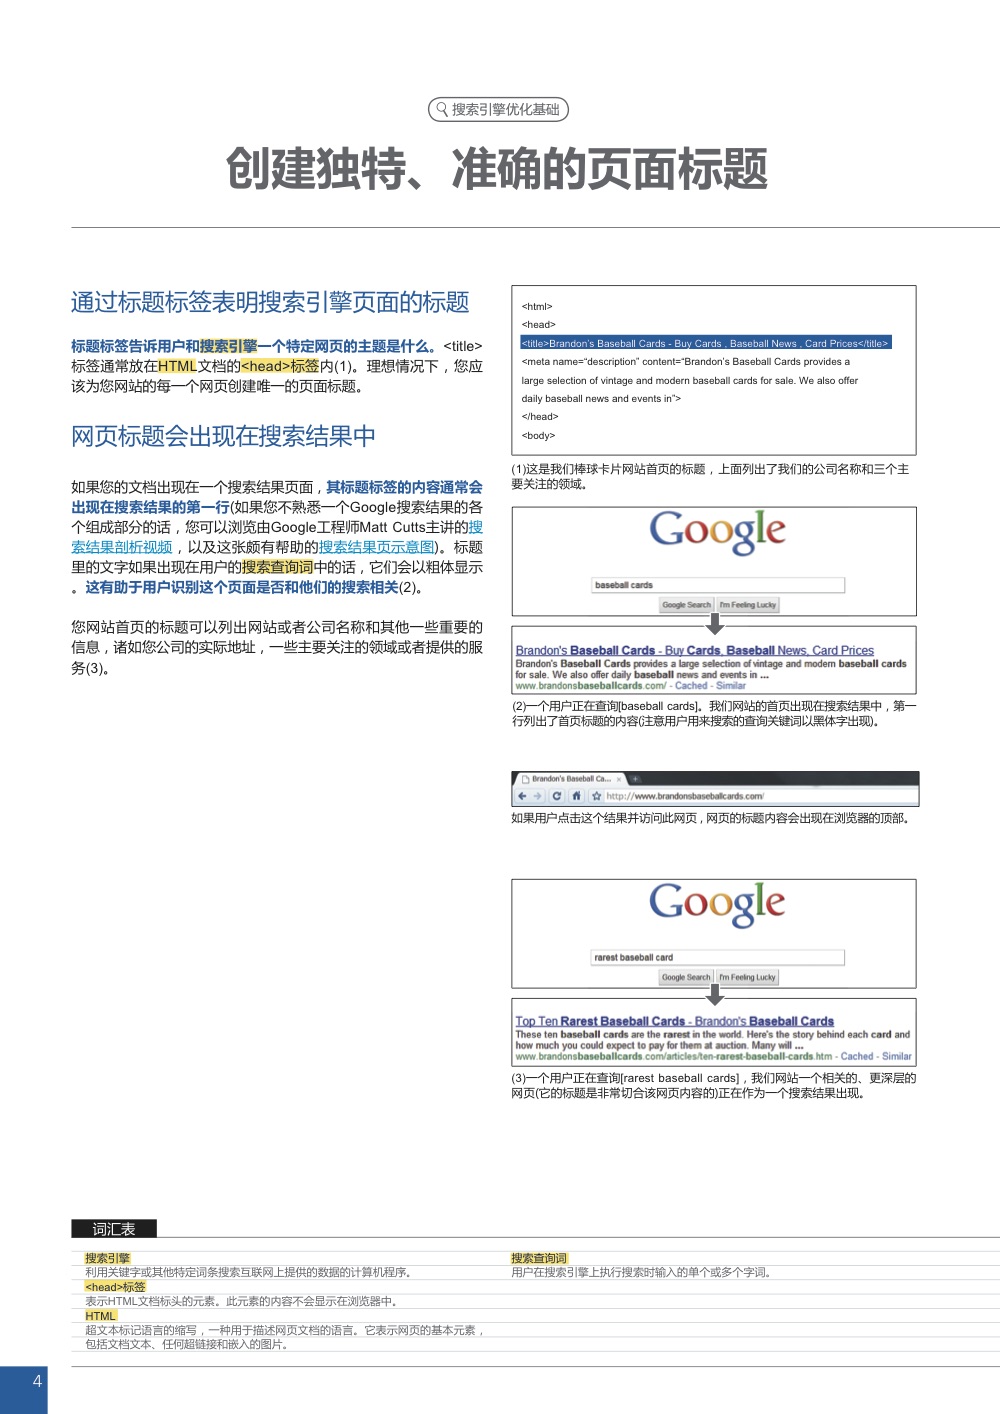 搜索引擎优化基础
创建独特、准确的页面标题
通过标题标签表明搜索引擎页面的标题
标题标签告诉用户和搜索引擎一个特定网页的主题是什么。<title>
标签通常放在HTML文档的<head>标签内(1)。理想情况下，您应
该为您网站的每一个网页创建唯一的页面标题。
网页标题会出现在搜索结果中
如果您的文档出现在一个搜索结果页面，其标题标签的内容通常会
出现在搜索结果的第一行(如果您不熟悉一个Google搜索结果的各
个组成部分的话，您可以浏览由Google工程师Matt Cutts主讲的搜
索结果剖析视频，以及这张颇有帮助的搜索结果页示意图)。标题
里的文字如果出现在用户的搜索查询词中的话，它们会以粗体显示
。这有助于用户识别这个页面是否和他们的搜索相关(2)。
您网站首页的标题可以列出网站或者公司名称和其他一些重要的
信息，诸如您公司的实际地址，一些主要关注的领域或者提供的服
务(3)。
<html>
<head>
<title>Brandon's Baseball Cards - Buy Cards , Baseball News , Card Prices</title>
<meta name=“description” content=“Brandon’s Baseball Cards provides a
large selection of vintage and modern baseball cards for sale. We also offer
daily baseball news and events in”>
</head>
<body>
(1)这是我们棒球卡片网站首页的标题，上面列出了我们的公司名称和三个主
要关注的领域。
Google
baseball cards
Google Search I'm Feeling Lucky
Brandon's Baseball Cards - Buy Cards, Baseball News, Card Prices
Brandon's Baseball Cards provides a large selection of vintage and modern baseball cards
for sale. We also offer daily baseball news and events in ...
www.brandonsbaseballcards.com/ - Cached - Similar
(2)一个用户正在查询[baseball cards]。我们网站的首页出现在搜索结果中，第一
行列出了首页标题的内容(注意用户用来搜索的查询关键词以黑体字出现)。
Brandon's Baseball Ca...
http://www.brandonsbaseballcards.com/
如果用户点击这个结果并访问此网页，网页的标题内容会出现在浏览器的顶部。
Google
rarest baseball card
Google Search I'm Feeling Lucky
Top Ten Rarest Baseball Cards - Brandon's Baseball Cards
These ten baseball cards are the rarest in the world. Here's the story behind each card and
how much you could expect to pay for them at auction. Many will ...
www.brandonsbaseballcards.com/articles/ten-rarest-baseball-cards.htm - Cached - Similar
(3)一个用户正在查询[rarest baseball cards]，我们网站一个相关的、更深层的
网页(它的标题是非常切合该网页内容的)正在作为一个搜索结果出现。
词汇表
搜索引擎
利用关键字或其他特定词条搜索互联网上提供的数据的计算机程序。
<head>标签
表示HTML文档标头的元素。此元素的内容不会显示在浏览器中。
HTML
超文本标记语言的缩写，一种用于描述网页文档的语言。它表示网页的基本元素，
包括文档文本、任何超链接和嵌入的图片。
搜索查询词
用户在搜索引擎上执行搜索时输入的单个或多个字词。
4